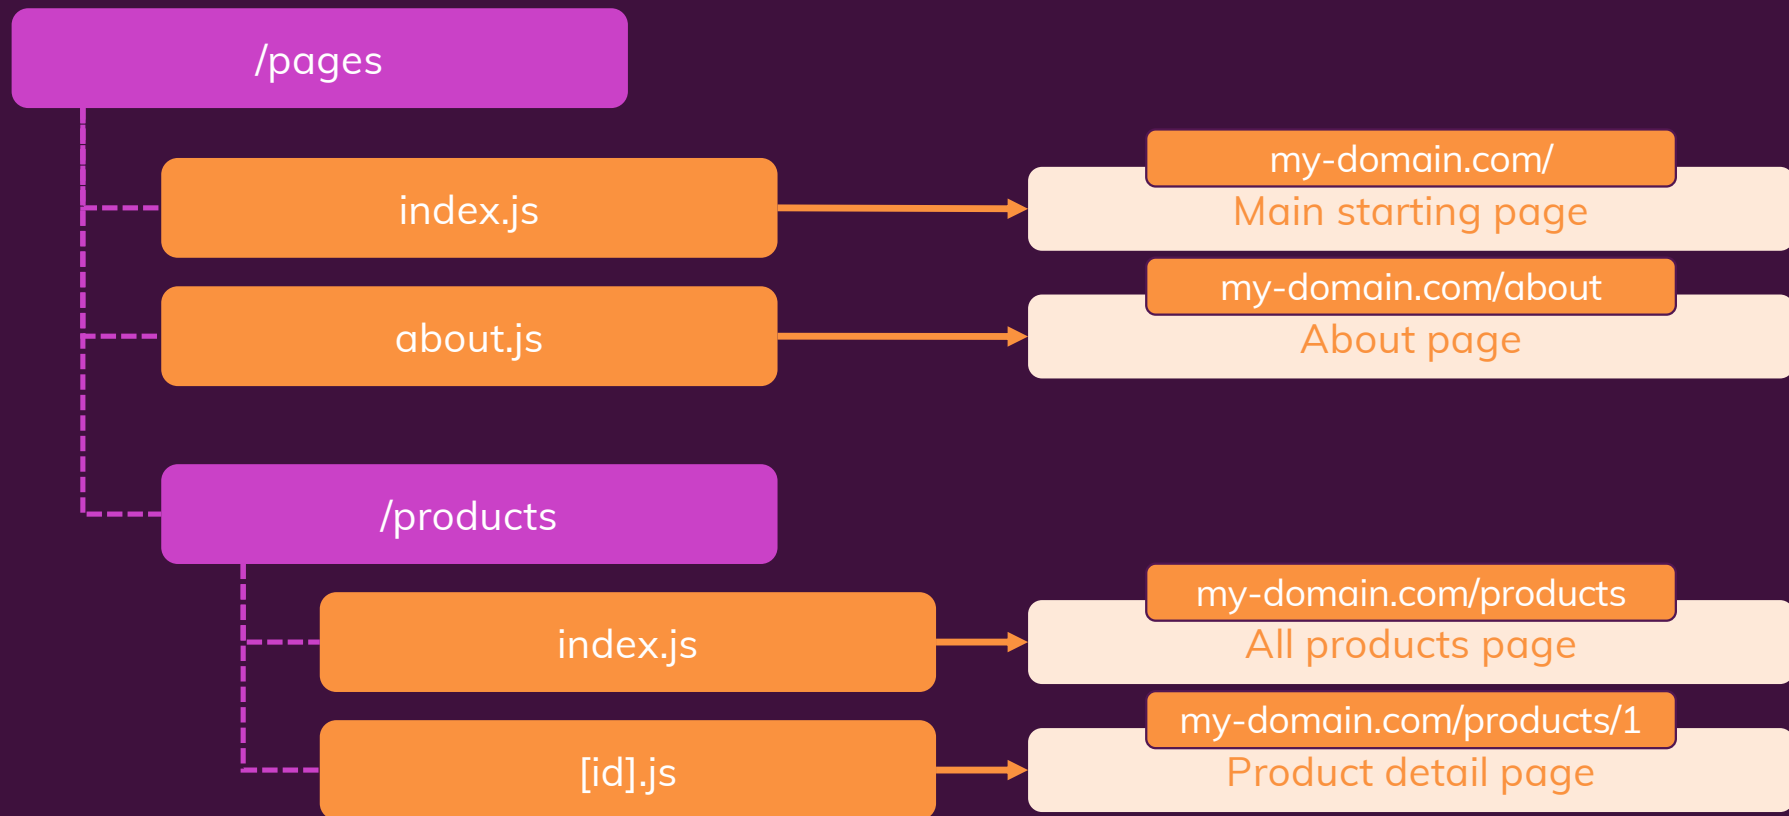 /pages
index.js
my-domain.com/
Main starting page
about.js
my-domain.com/about
About page
/products
index.js
my-domain.com/products
All products page
[id].js
my-domain.com/products/1
Product detail page